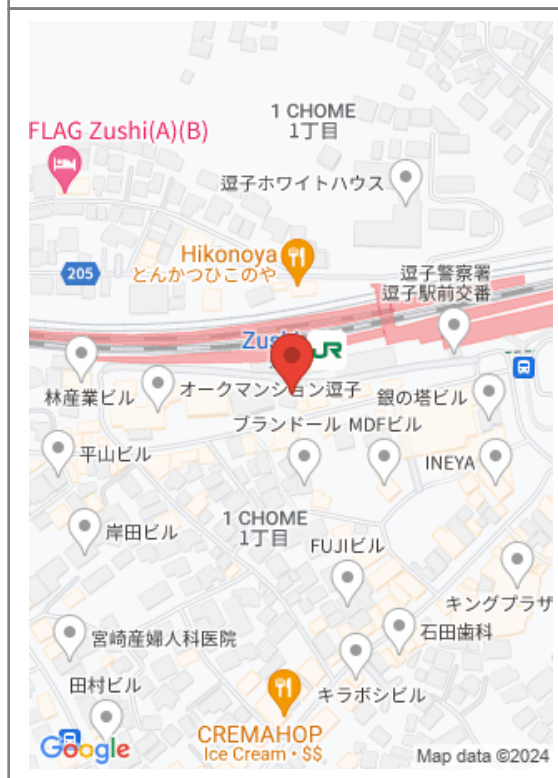 1 CHOME
1丁目
FLAG Zushi(A)(B)
逗子ホワイトハウス
Hikonoya
とんかつひこのや
205
逗子警察署
逗子駅前交番
JR
林産業ビル
オークマンション逗子
銀の塔ビル
ブランドール MDFビル
平山ビル
INEYA
1 CHOME
1丁目
岸田ビル
FUJIビル
キングプラザ
宮崎産婦人科医院
石田歯科
田村ビル
キラボシビル
CREMAHOP
Ice Cream • $$
Google
Map data ©2024